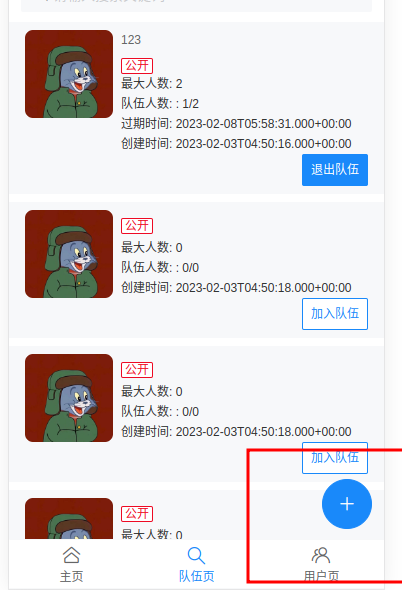 123
公开
最大人数: 2
队伍人数: : 1/2
过期时间: 2023-02-08T05:58:31.000+00:00
创建时间: 2023-02-03T04:50:16.000+00:00
退出队伍
公开
最大人数: 0
队伍人数: : 0/0
创建时间: 2023-02-03T04:50:18.000+00:00
加入队伍
公开
最大人数: 0
队伍人数: : 0/0
创建时间: 2023-02-03T04:50:18.000+00:00
加入队伍
公开
最大人数: 0
主页
队伍页
用户页